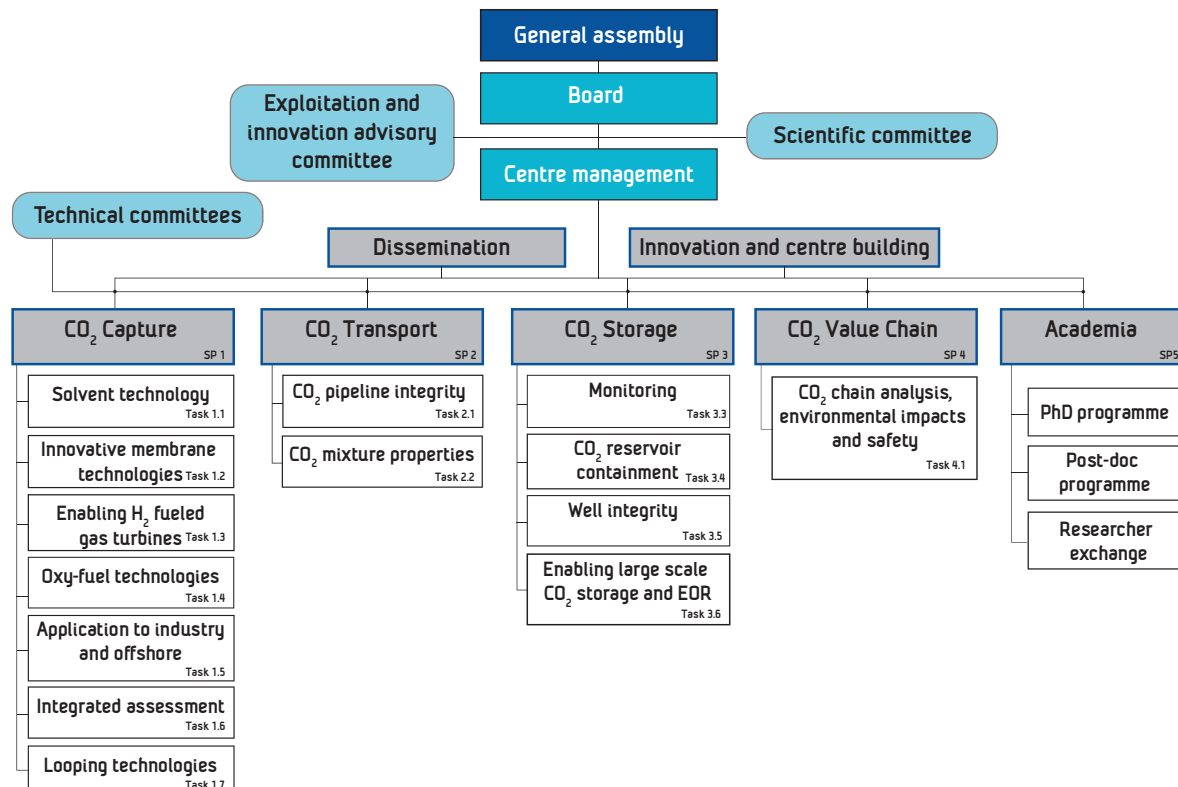 General assembly
Board
Exploitation and
innovation advisory
committee
Scientific committee
Centre management
Technical committees
Dissemination
Innovation and centre building
CO₂ Capture
SP 1
CO₂ Transport
SP 2
CO₂ Storage
SP 3
CO₂ Value Chain
SP 4
Academia
SP5
Solvent technology
Task 1.1
Innovative membrane
technologies Task 1.2
Enabling H₂ fueled
gas turbines Task 1.3
Oxy-fuel technologies
Task 1.4
Application to industry
and offshore
Task 1.5
Integrated assessment
Task 1.6
Looping technologies
Task 1.7
CO₂ pipeline integrity
Task 2.1
CO₂ mixture properties
Task 2.2
Monitoring
Task 3.3
CO₂ reservoir
containment Task 3.4
Well integrity
Task 3.5
Enabling large scale
CO₂ storage and EOR
Task 3.6
CO₂ chain analysis,
environmental impacts
and safety
Task 4.1
PhD programme
Post-doc
programme
Researcher
exchange